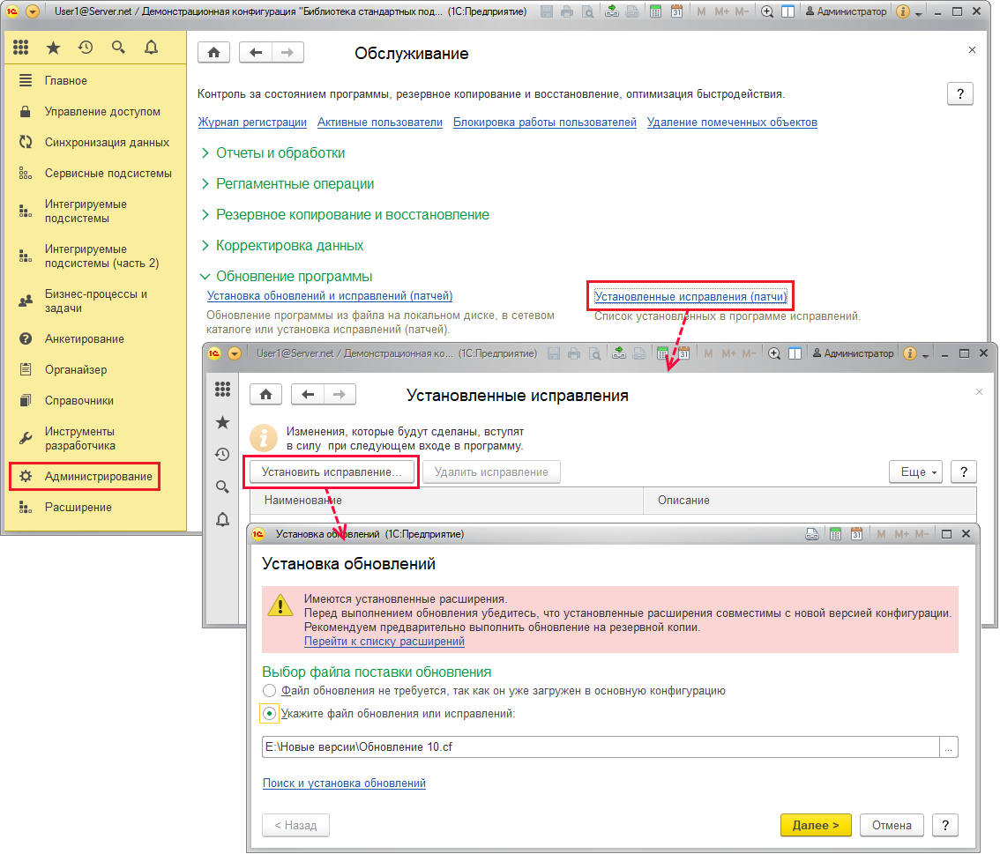 User1@Server.net / Демонстрационная конфигурация "Библиотека стандартных под... (1С:Предприятие)
M M+ M-
Администратор
Обслуживание
Главное
Управление доступом
Синхронизация данных
Сервисные подсистемы
Интегрируемые
подсистемы
Интегрируемые
подсистемы (часть 2)
Бизнес-процессы и
задачи
Анкетирование
Органайзер
Справочники
Инструменты
разработчика
Администрирование
Расширение
Контроль за состоянием программы, резервное копирование и восстановление, оптимизация быстродействия.
?
Журнал регистрации Активные пользователи Блокировка работы пользователей Удаление помеченных объектов
Отчеты и обработки
Регламентные операции
Резервное копирование и восстановление
Корректировка данных
Обновление программы
Установка обновлений и исправлений (патчей)
Обновление программы из файла на локальном диске, в сетевом
каталоге или установка исправлений (патчей).
Установленные исправления (патчи)
Список установленных в программе исправлений.
User1@Server.net / Демонстрационная ко... (1С:Предприятие)
31
M M+ M-
Администратор
Установленные исправления
Изменения, которые будут сделаны, вступят
в силу при следующем входе в программу.
Установить исправление... Удалить исправление Еще ?
Наименование Описание
Установка обновлений (1С:Предприятие)
31
M M+ M-
Установка обновлений
Имеются установленные расширения.
Перед выполнением обновления убедитесь, что установленные расширения совместимы с новой версией конфигурации.
Рекомендуем предварительно выполнить обновление на резервной копии.
Перейти к списку расширений
Выбор файла поставки обновления
Файл обновления не требуется, так как он уже загружен в основную конфигурацию
Укажите файл обновления или исправлений:
E:\Новые версии\Обновление 10.cf ...
Поиск и установка обновлений
< Назад Далее > Отмена ?